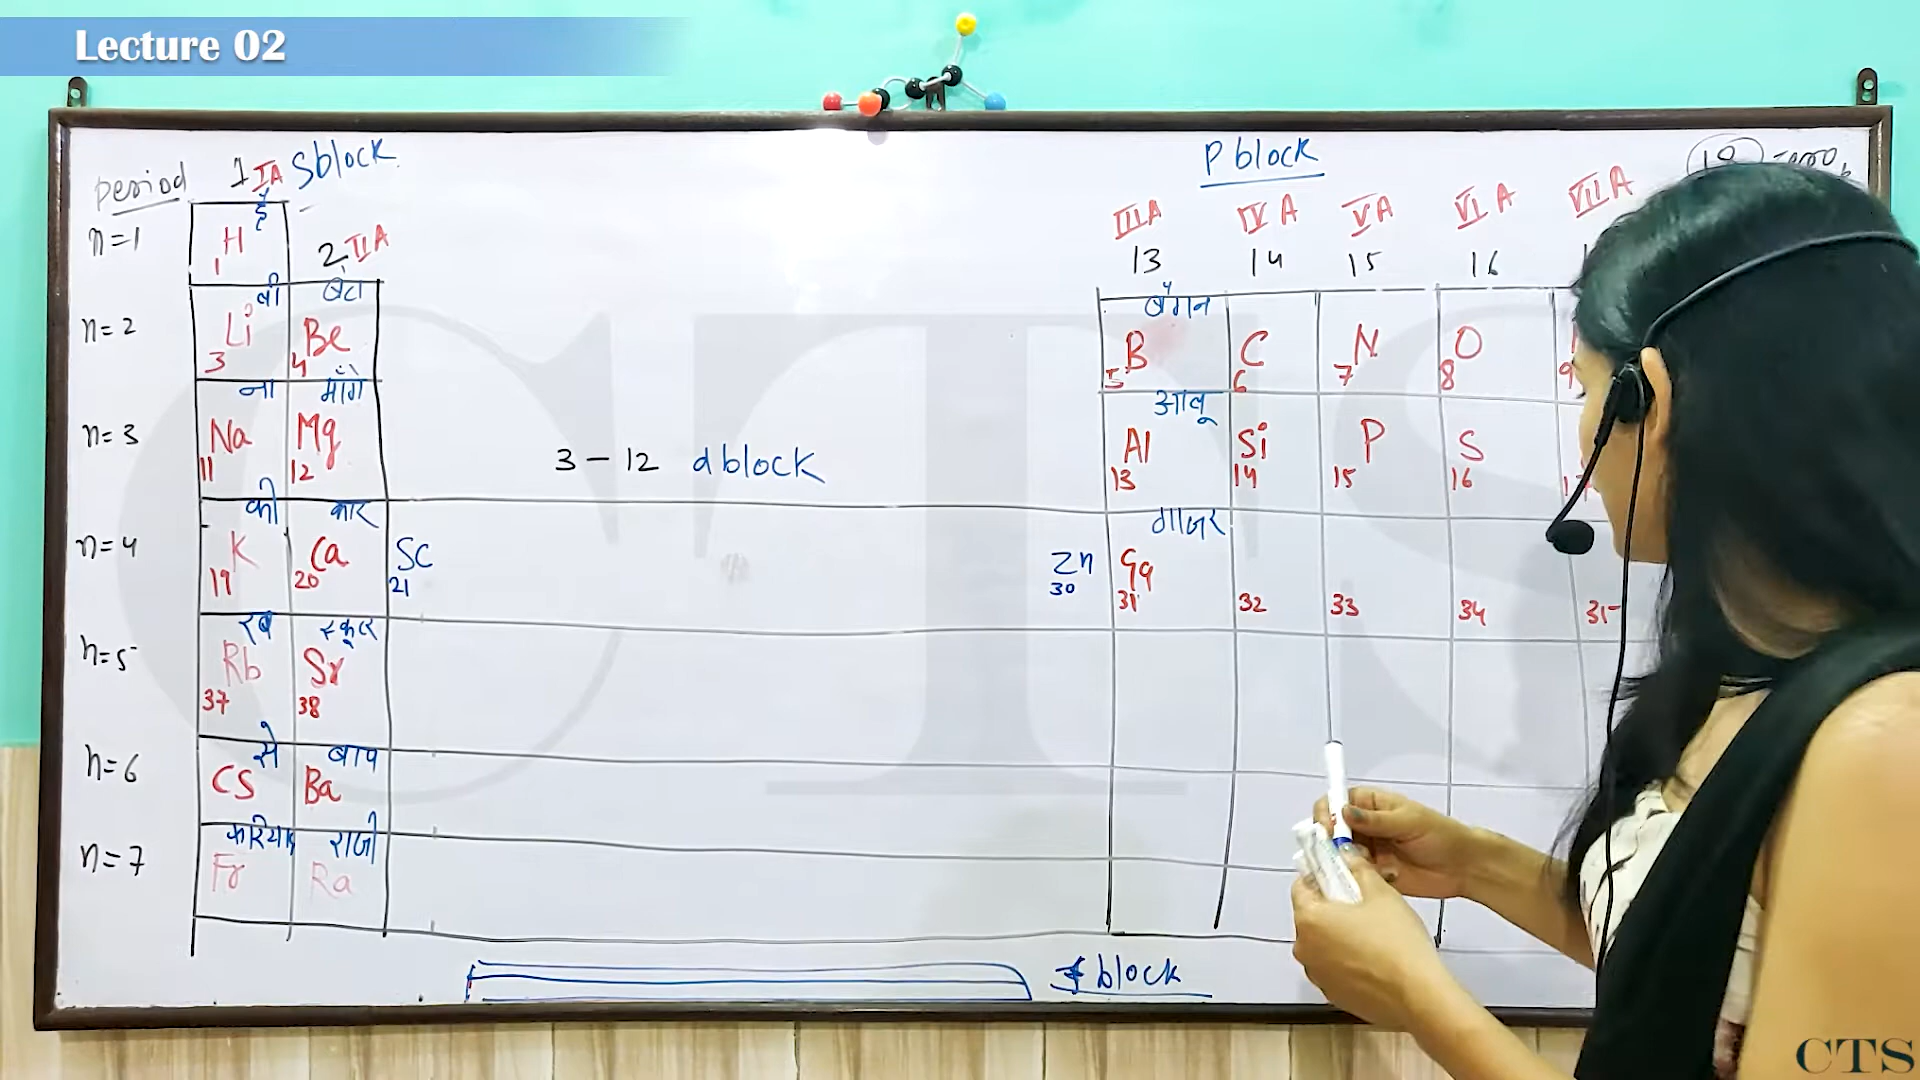 Lecture 02
period 1 IA S block P block
IIIA IVA VA VIA VIIA
n=1 H 1 है 2 IIA 13 14 15 16
n=2 Li 3 बी Be 4 बेटा B 5 बैंगन C 6 N 7 O 8 9
n=3 Na 11 ना Mg 12 माँगे 3-12 d block Al 13 आलू Si 14 P 15 S 16
n=4 K 19 की Ca 20 कार Sc 21 Zn 30 Ga 31 गाजर 32 33 34 35
n=5 Rb 37 रब Sr 38 स्कूटर
n=6 Cs से Ba बाप
n=7 Fr फरियाद Ra राजी
f block
CTS
CTS